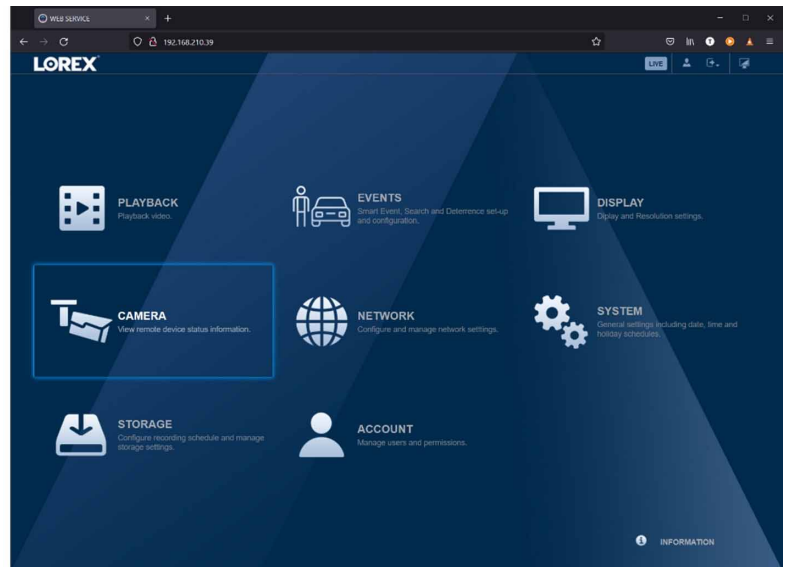 WEB SERVICE
192.168.210.39
LOREX
LIVE
PLAYBACK
Playback video.
EVENTS
Smart Event, Search and Deterrence set-up
and configuration.
DISPLAY
Diplay and Resolution settings.
CAMERA
View remote device status information.
NETWORK
Configure and manage network settings.
SYSTEM
General settings including date, time and
holiday schedules.
STORAGE
Configure recording schedule and manage
storage settings.
ACCOUNT
Manage users and permissions.
INFORMATION